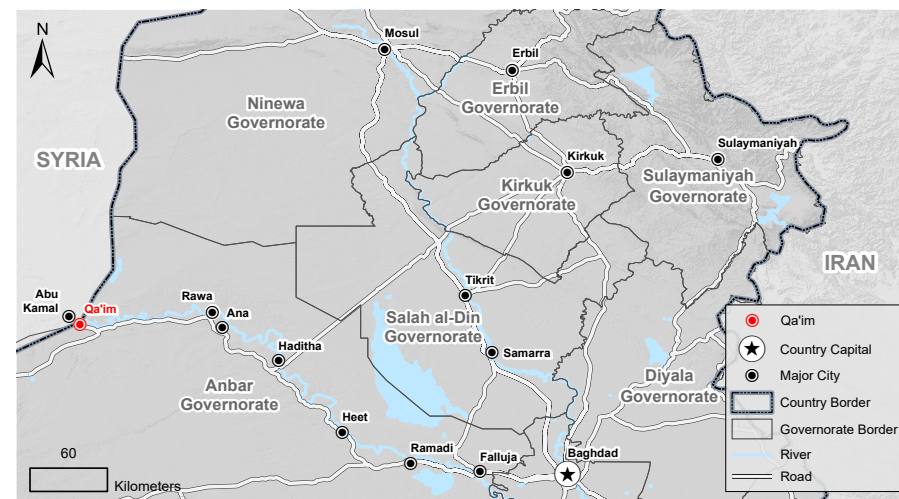 N
Mosul
Erbil
Erbil
Governorate
Ninewa
Governorate
SYRIA
Sulaymaniyah
Kirkuk
Sulaymaniyah
Governorate
Kirkuk
Governorate
IRAN
Tikrit
Abu
Kamal
Qa'im
Rawa
Ana
Salah al-Din
Governorate
Haditha
Samarra
Anbar
Governorate
Diyala
Governorate
Heet
Ramadi
Falluja
Baghdad
60
Kilometers
Qa'im
Country Capital
Major City
Country Border
Governorate Border
River
Road